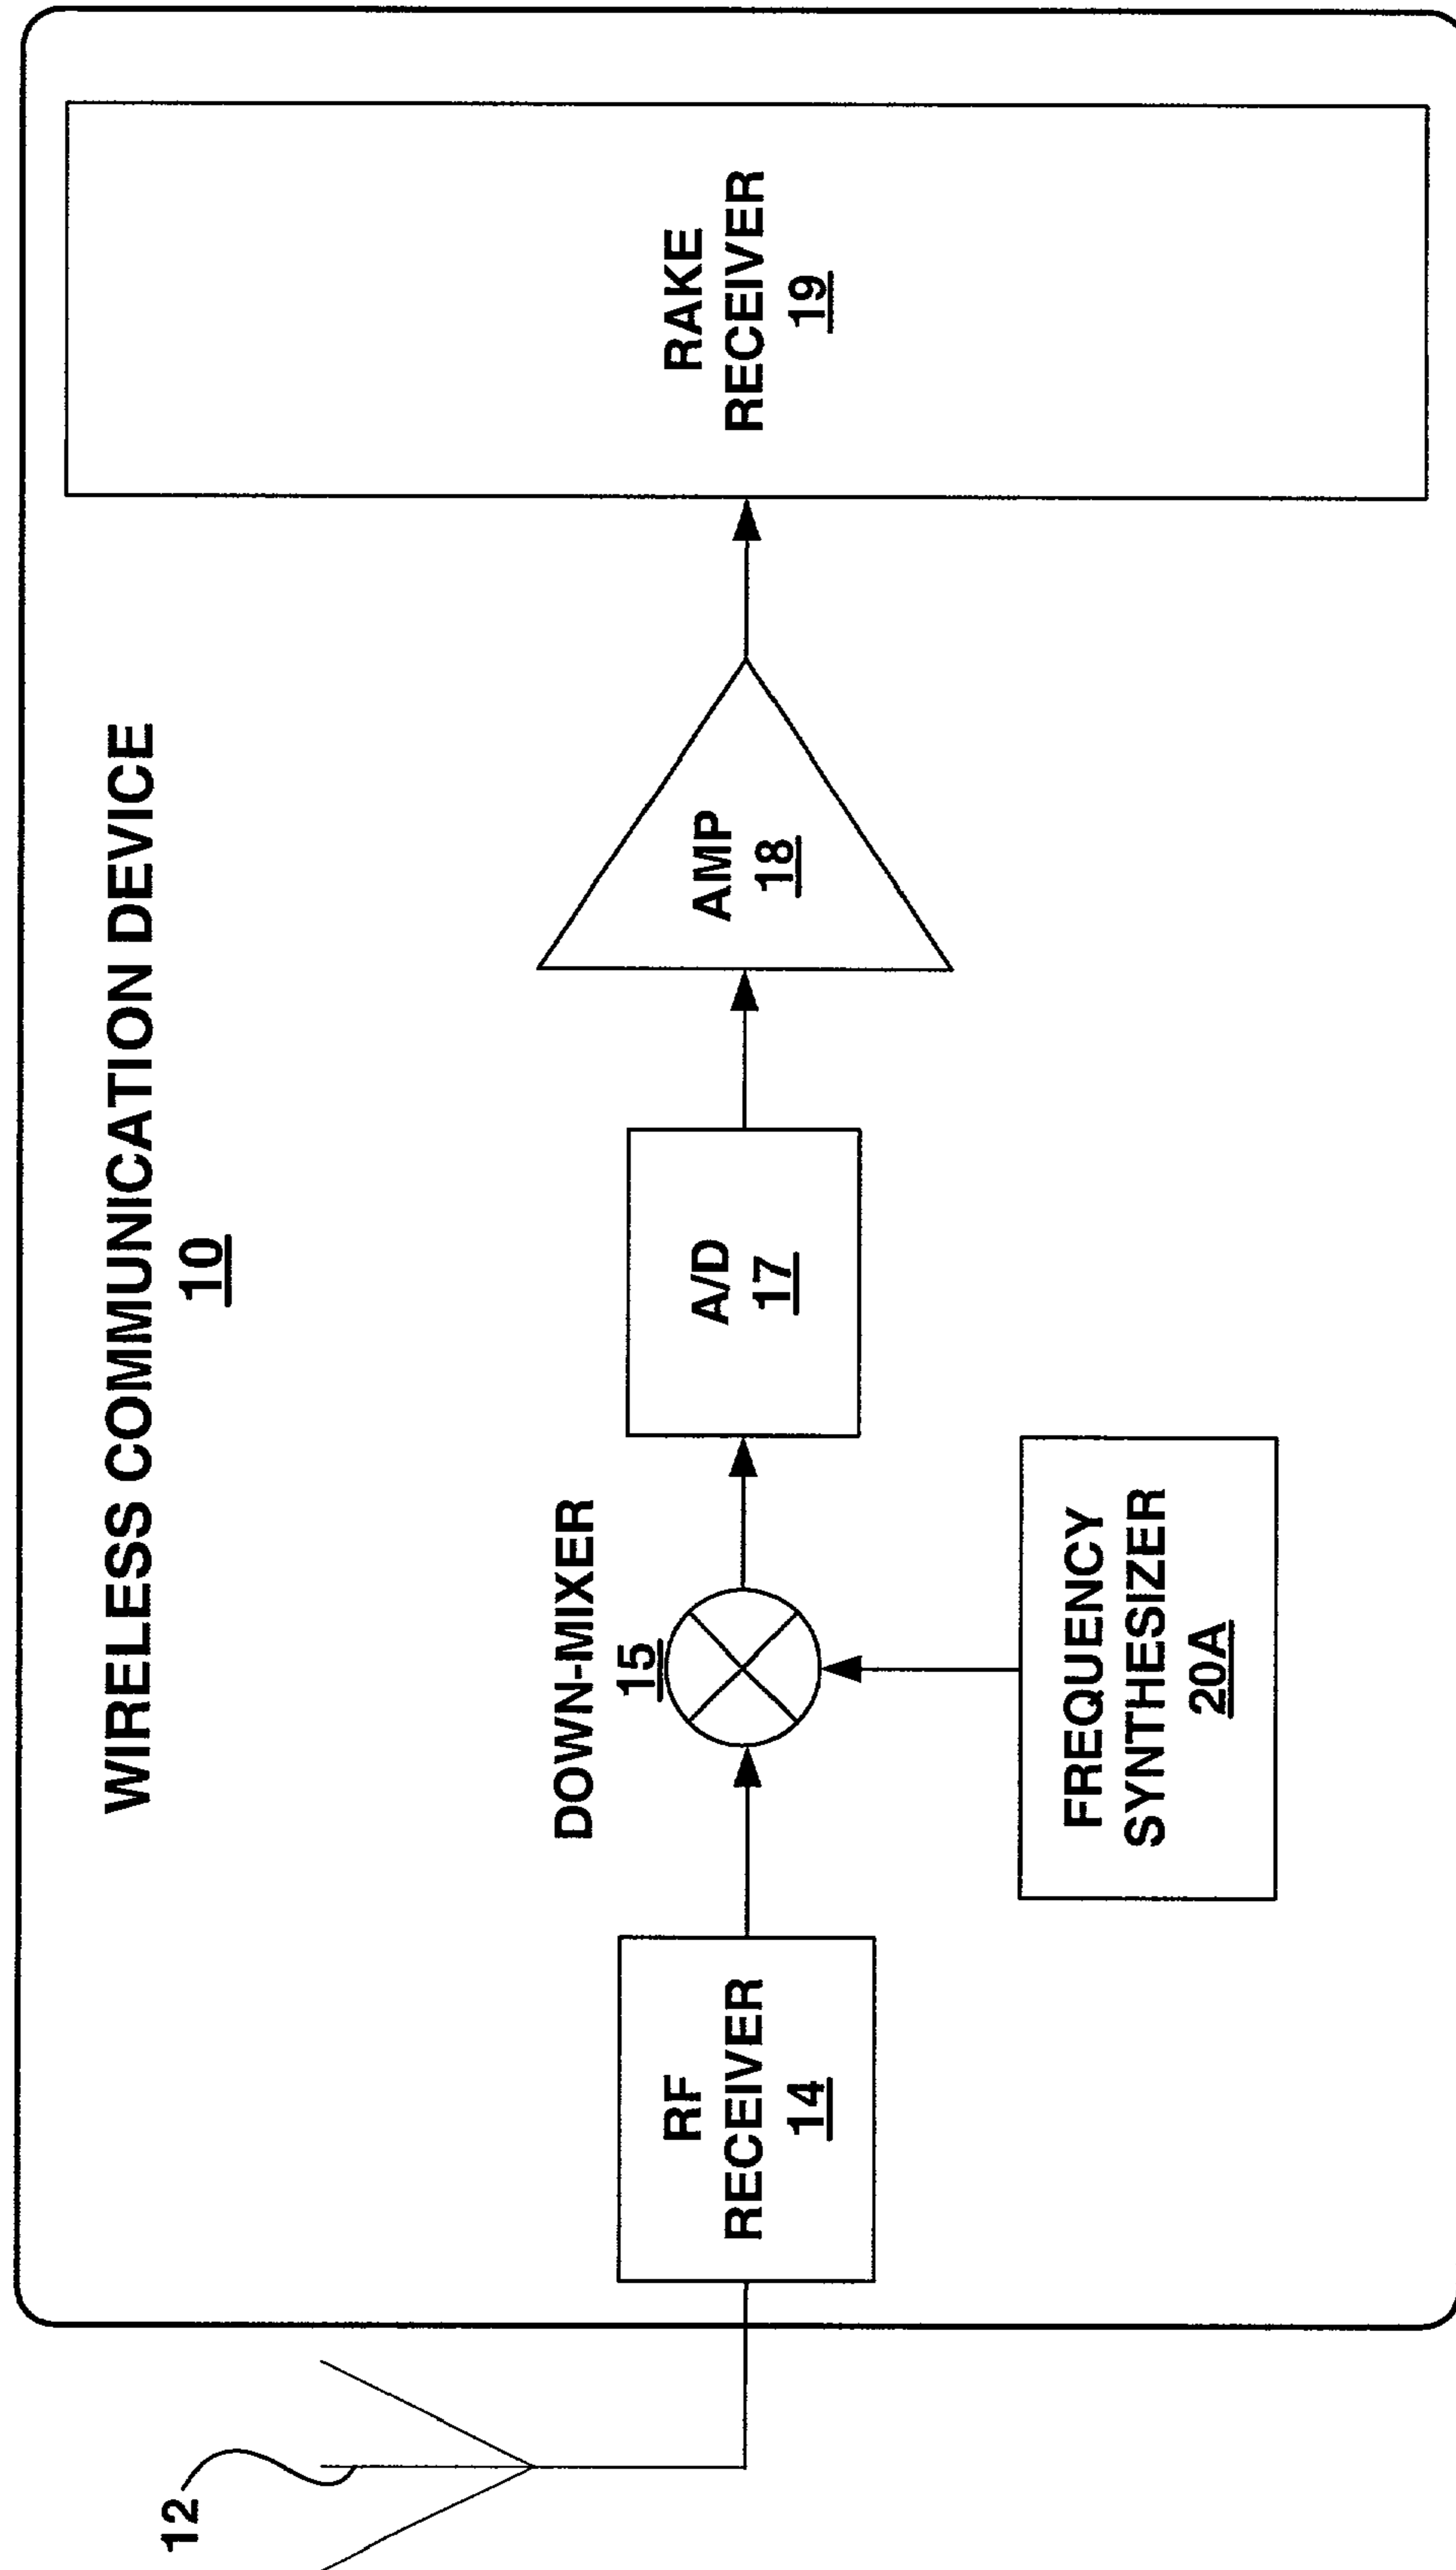 WIRELESS COMMUNICATION DEVICE
10
12
RF
RECEIVER
14
DOWN-MIXER
15
FREQUENCY
SYNTHESIZER
20A
A/D
17
AMP
18
RAKE
RECEIVER
19